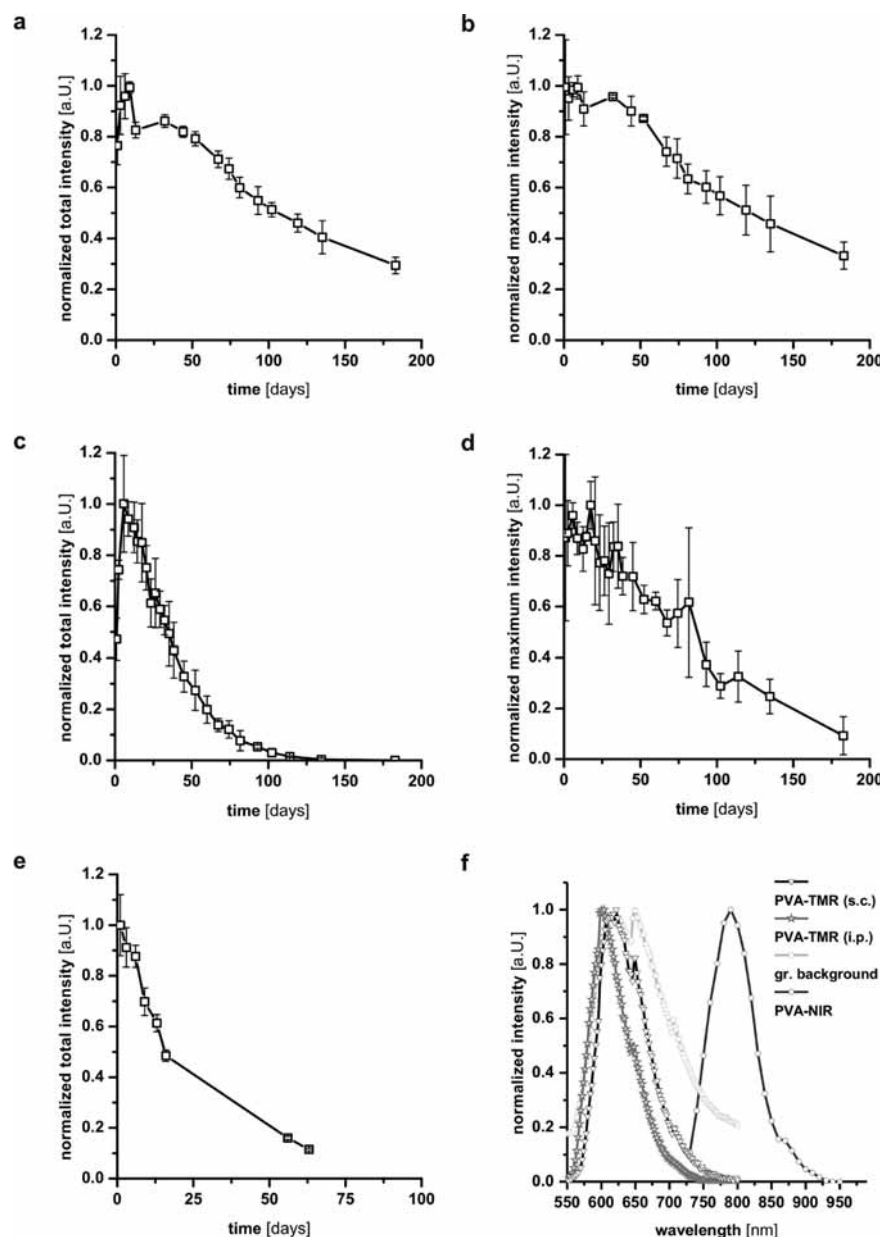 a
normalized total intensity [a.U.]
1.2
1.0
0.8
0.6
0.4
0.2
0.0
0 50 100 150 200
time [days]
b
normalized maximum intensity [a.U.]
1.2
1.0
0.8
0.6
0.4
0.2
0.0
0 50 100 150 200
time [days]
c
normalized total intensity [a.U.]
1.2
1.0
0.8
0.6
0.4
0.2
0.0
0 50 100 150 200
time [days]
d
normalized maximum intensity [a.U.]
1.2
1.0
0.8
0.6
0.4
0.2
0.0
0 50 100 150 200
time [days]
e
normalized total intensity [a.U.]
1.2
1.0
0.8
0.6
0.4
0.2
0.0
0 25 50 75 100
time [days]
f
normalized intensity [a.u.]
1.0
0.8
0.6
0.4
0.2
0.0
550 600 650 700 750 800 850 900 950
wavelength [nm]
PVA-TMR (s.c.)
PVA-TMR (i.p.)
gr. background
PVA-NIR